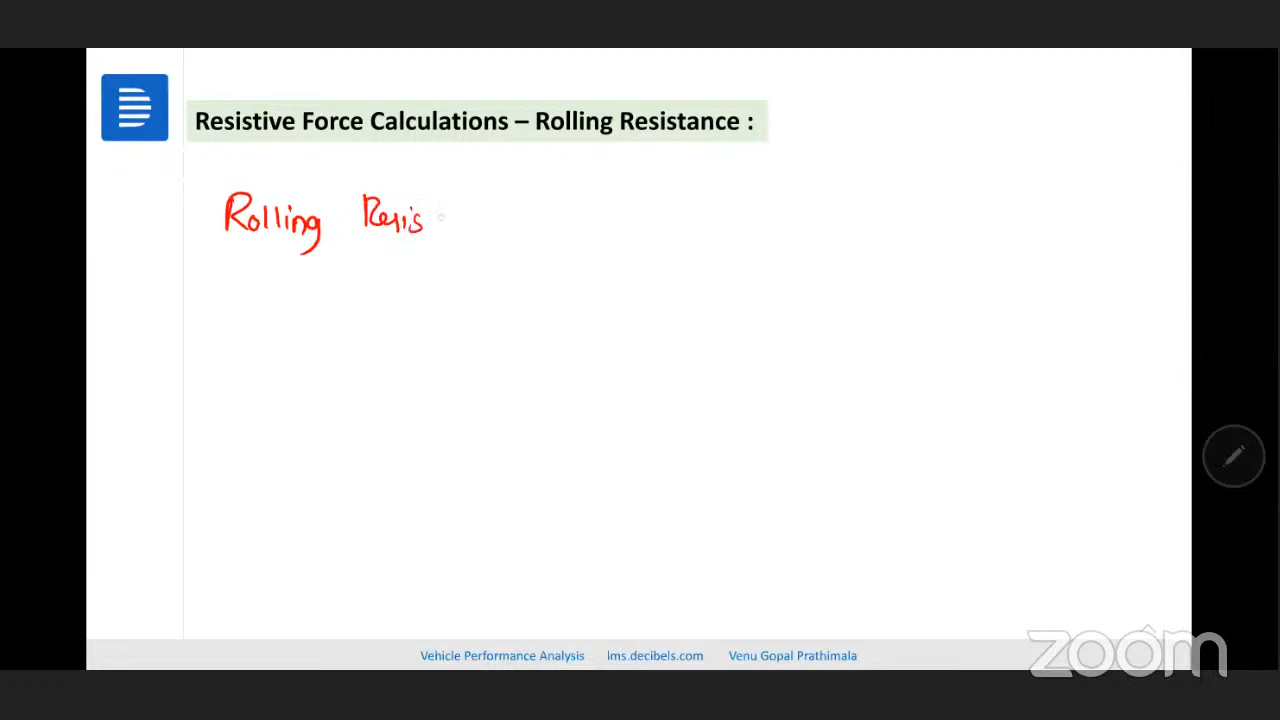 Resistive Force Calculations – Rolling Resistance :
Rolling Resis
Vehicle Performance Analysis lms.decibels.com Venu Gopal Prathimala
zoom